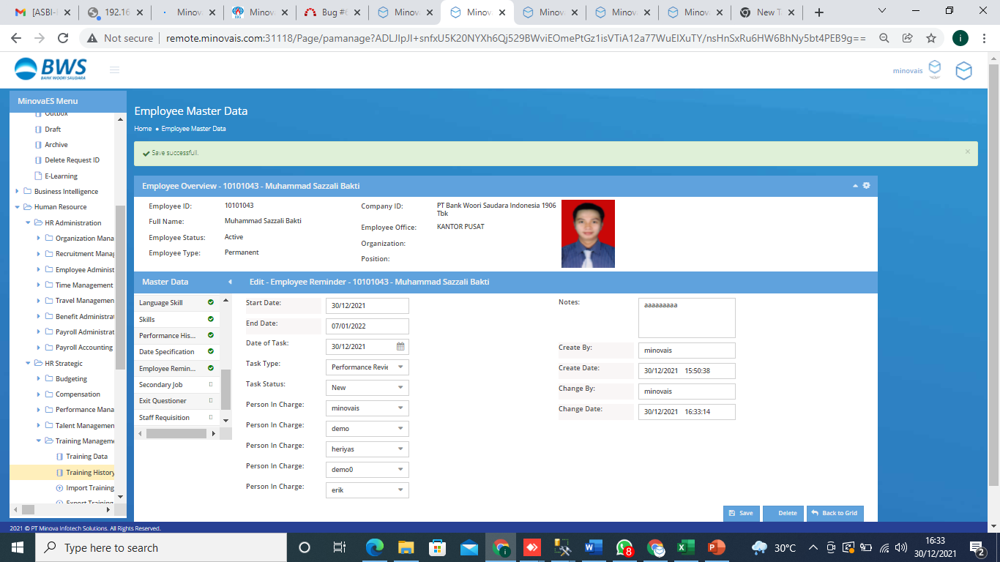 [ASBI-
192.16
Minov
Minov
Bug #
Minov
Minov
Minov
Minov
Minov
New T
Not secure
remote.minovais.com:31118/Page/pamanage?ADLJIpJI+snfxU5K20NYXh6Qj529BWviEOmePtGz1isVTiA12a77WuEIXuTY/nsHnSxRu6HW6BhNy5bt4PEB9g==
i
BWS
BANK WOORI SAUDARA
minovais
MinovaES Menu
Outbox
Draft
Archive
Delete Request ID
E-Learning
Business Intelligence
Human Resource
HR Administration
Organization Mana
Recruitment Manag
Employee Administ
Time Management
Travel Managemen
Benefit Administrat
Payroll Administrat
Payroll Accounting
HR Strategic
Budgeting
Compensation
Performance Mana
Talent Management
Training Manageme
Training Data
Training History
Import Training
Export Training
Employee Master Data
Home • Employee Master Data
Save successfull.
×
Employee Overview - 10101043 - Muhammad Sazzali Bakti
Employee ID: 10101043
Full Name: Muhammad Sazzali Bakti
Employee Status: Active
Employee Type: Permanent
Company ID: PT Bank Woori Saudara Indonesia 1906
Tbk
Employee Office: KANTOR PUSAT
Organization:
Position:
Master Data
Language Skill
Skills
Performance His...
Date Specification
Employee Remin...
Secondary Job
Exit Questioner
Staff Requisition
Edit - Employee Reminder - 10101043 - Muhammad Sazzali Bakti
Start Date: 30/12/2021
End Date: 07/01/2022
Date of Task: 30/12/2021
Task Type: Performance Revie
Task Status: New
Person In Charge: minovais
Person In Charge: demo
Person In Charge: heriyas
Person In Charge: demo0
Person In Charge: erik
Notes: aaaaaaaaa
Create By: minovais
Create Date: 30/12/2021 15:50:38
Change By: minovais
Change Date: 30/12/2021 16:33:14
Save
Delete
Back to Grid
2021 © PT Minova Infotech Solutions. All Rights Reserved.
Type here to search
8
30°C
16:33
30/12/2021
2